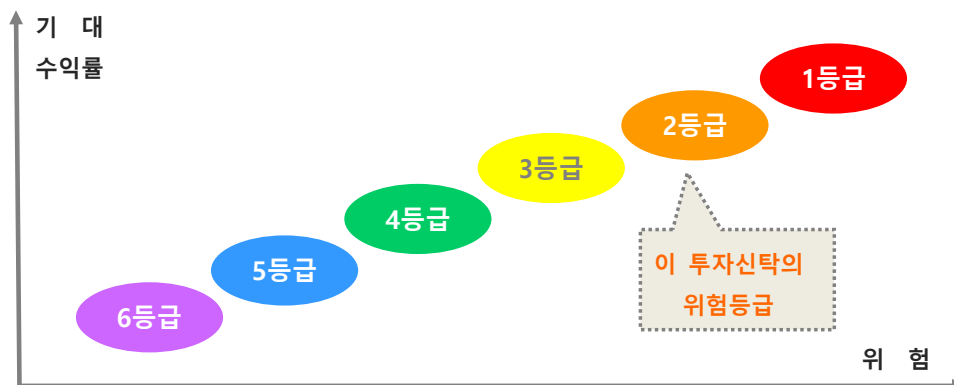 기 대
수익률
1등급
2등급
3등급
4등급
5등급
6등급
이 투자신탁의
위험등급
위 험